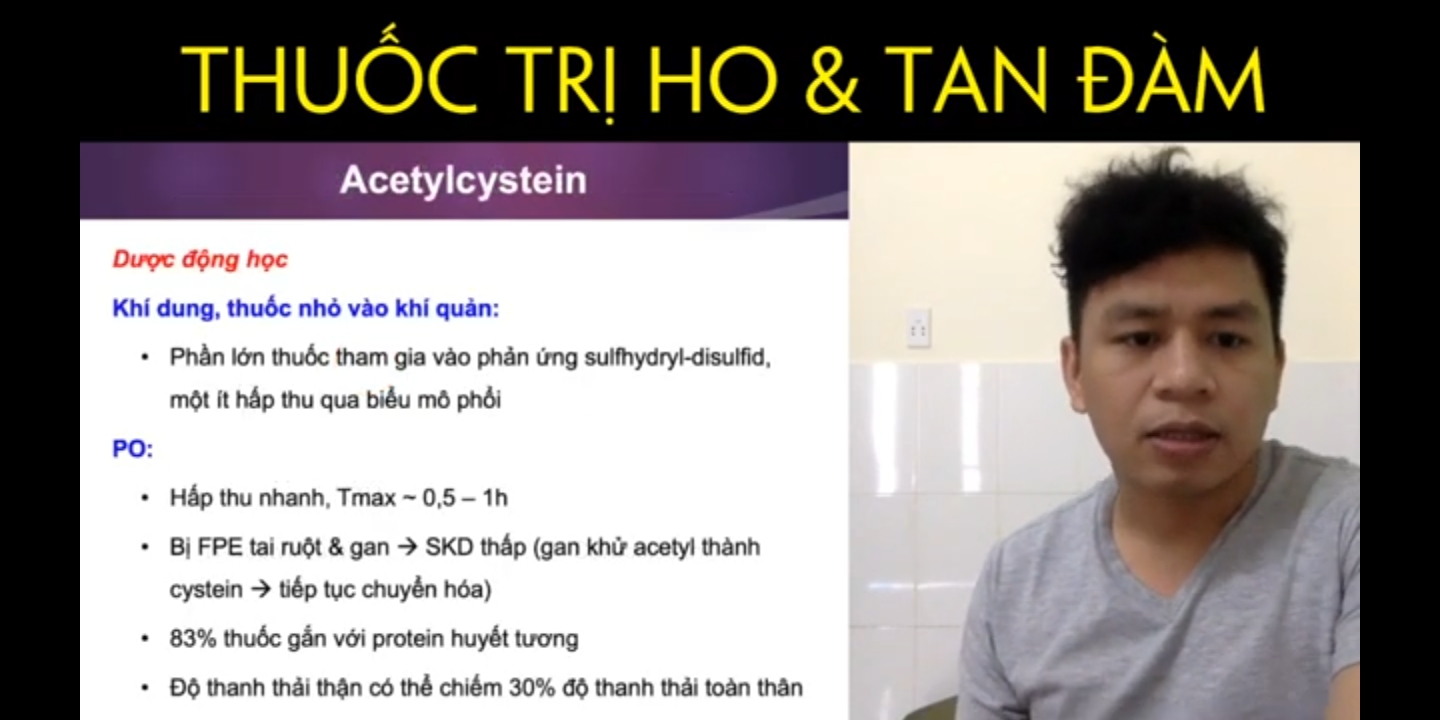 THUỐC TRỊ HO & TAN ĐÀM
Acetylcystein
Dược động học
Khí dung, thuốc nhỏ vào khí quản:
• Phần lớn thuốc tham gia vào phản ứng sulfhydryl-disulfid,
một ít hấp thu qua biểu mô phổi
PO:
• Hấp thu nhanh, Tmax ~ 0,5 – 1h
• Bị FPE tai ruột & gan → SKD thấp (gan khử acetyl thành
cystein → tiếp tục chuyển hóa)
• 83% thuốc gắn với protein huyết tương
• Độ thanh thải thận có thể chiếm 30% độ thanh thải toàn thân